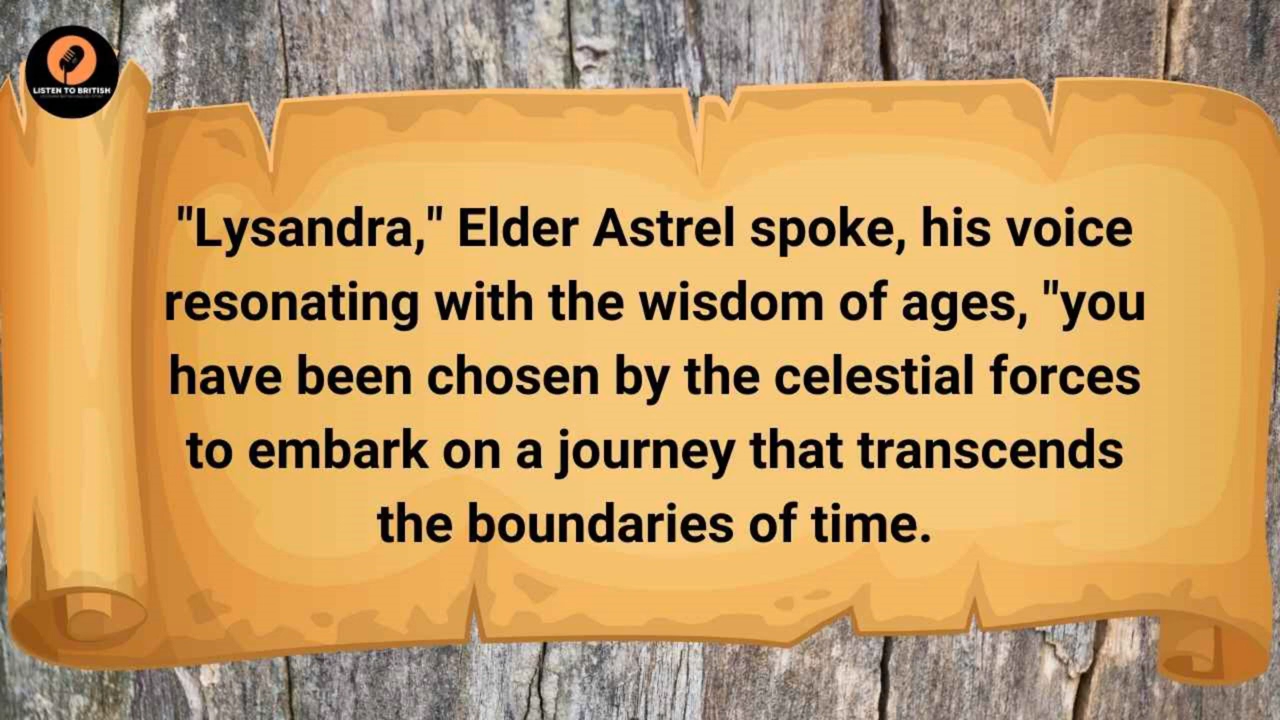 LISTEN TO BRITISH
"Lysandra," Elder Astrel spoke, his voice
resonating with the wisdom of ages, "you
have been chosen by the celestial forces
to embark on a journey that transcends
the boundaries of time.